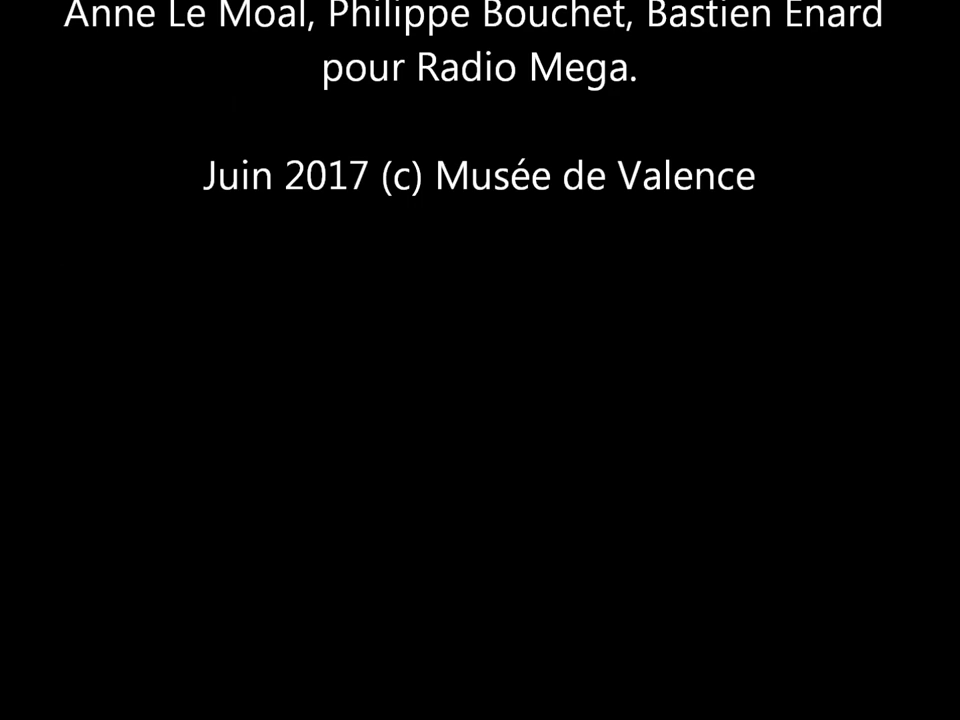 Anne Le Moal, Philippe Bouchet, Bastien Enard
pour Radio Mega.
Juin 2017 (c) Musée de Valence